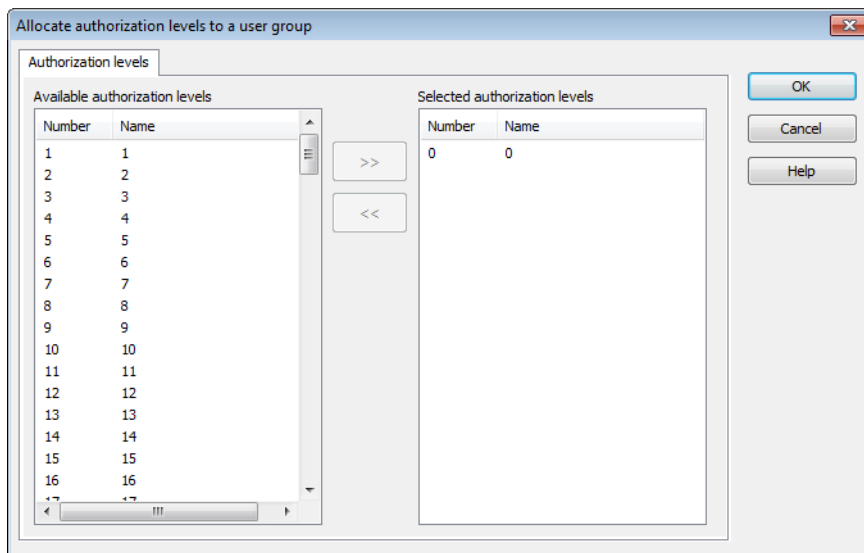 Allocate authorization levels to a user group
Authorization levels
Available authorization levels
Number Name
1 1
2 2
3 3
4 4
5 5
6 6
7 7
8 8
9 9
10 10
11 11
12 12
13 13
14 14
15 15
16 16
17 17
>>
<<
Selected authorization levels
Number Name
0 0
OK
Cancel
Help